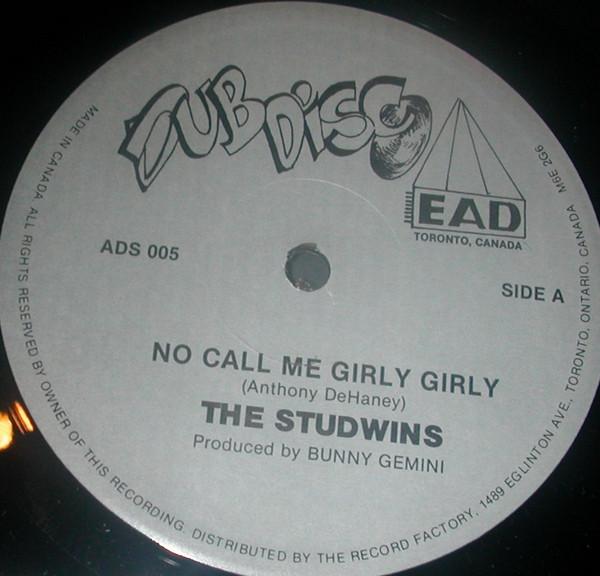 DUB DISC
EAD
TORONTO, CANADA
ADS 005
SIDE A
NO CALL ME GIRLY GIRLY
(Anthony DeHaney)
THE STUDWINS
Produced by BUNNY GEMINI
MADE IN CANADA. ALL RIGHTS RESERVED BY OWNER OF THIS RECORDING. DISTRIBUTED BY THE RECORD FACTORY, 1489 EGLINTON AVE., TORONTO, ONTARIO, CANADA M6E 2G6